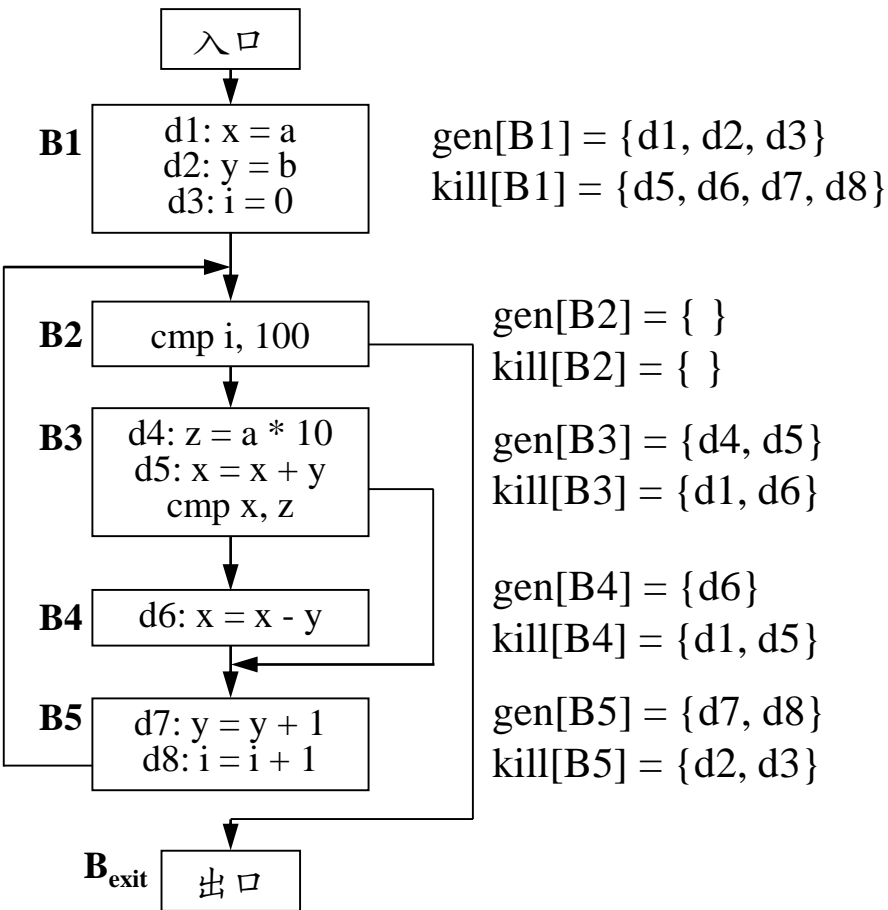 入口
B1
d1: x = a
d2: y = b
d3: i = 0
gen[B1] = {d1, d2, d3}
kill[B1] = {d5, d6, d7, d8}
B2
cmp i, 100
gen[B2] = { }
kill[B2] = { }
B3
d4: z = a * 10
d5: x = x + y
cmp x, z
gen[B3] = {d4, d5}
kill[B3] = {d1, d6}
B4
d6: x = x - y
gen[B4] = {d6}
kill[B4] = {d1, d5}
B5
d7: y = y + 1
d8: i = i + 1
gen[B5] = {d7, d8}
kill[B5] = {d2, d3}
Bexit
出口